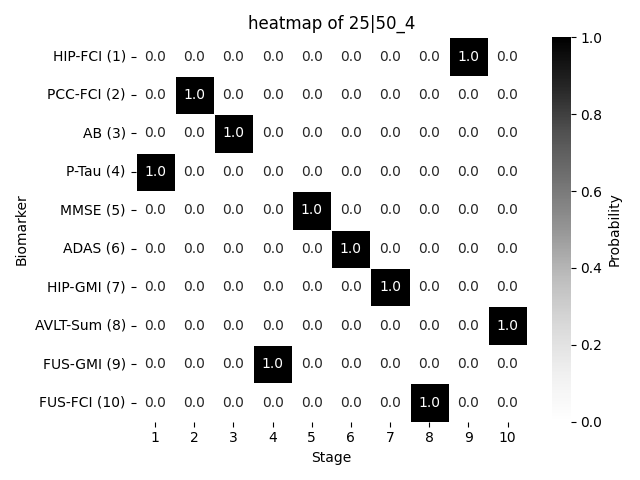 heatmap of 25|50_4
HIP-FCI (1) 0.0 0.0 0.0 0.0 0.0 0.0 0.0 0.0 1.0 0.0
PCC-FCI (2) 0.0 1.0 0.0 0.0 0.0 0.0 0.0 0.0 0.0 0.0
AB (3) 0.0 0.0 1.0 0.0 0.0 0.0 0.0 0.0 0.0 0.0
P-Tau (4) 1.0 0.0 0.0 0.0 0.0 0.0 0.0 0.0 0.0 0.0
MMSE (5) 0.0 0.0 0.0 0.0 1.0 0.0 0.0 0.0 0.0 0.0
ADAS (6) 0.0 0.0 0.0 0.0 0.0 1.0 0.0 0.0 0.0 0.0
HIP-GMI (7) 0.0 0.0 0.0 0.0 0.0 0.0 1.0 0.0 0.0 0.0
AVLT-Sum (8) 0.0 0.0 0.0 0.0 0.0 0.0 0.0 0.0 0.0 1.0
FUS-GMI (9) 0.0 0.0 0.0 1.0 0.0 0.0 0.0 0.0 0.0 0.0
FUS-FCI (10) 0.0 0.0 0.0 0.0 0.0 0.0 0.0 1.0 0.0 0.0
1 2 3 4 5 6 7 8 9 10
Stage
Biomarker
1.0
0.8
0.6
0.4
0.2
0.0
Probability